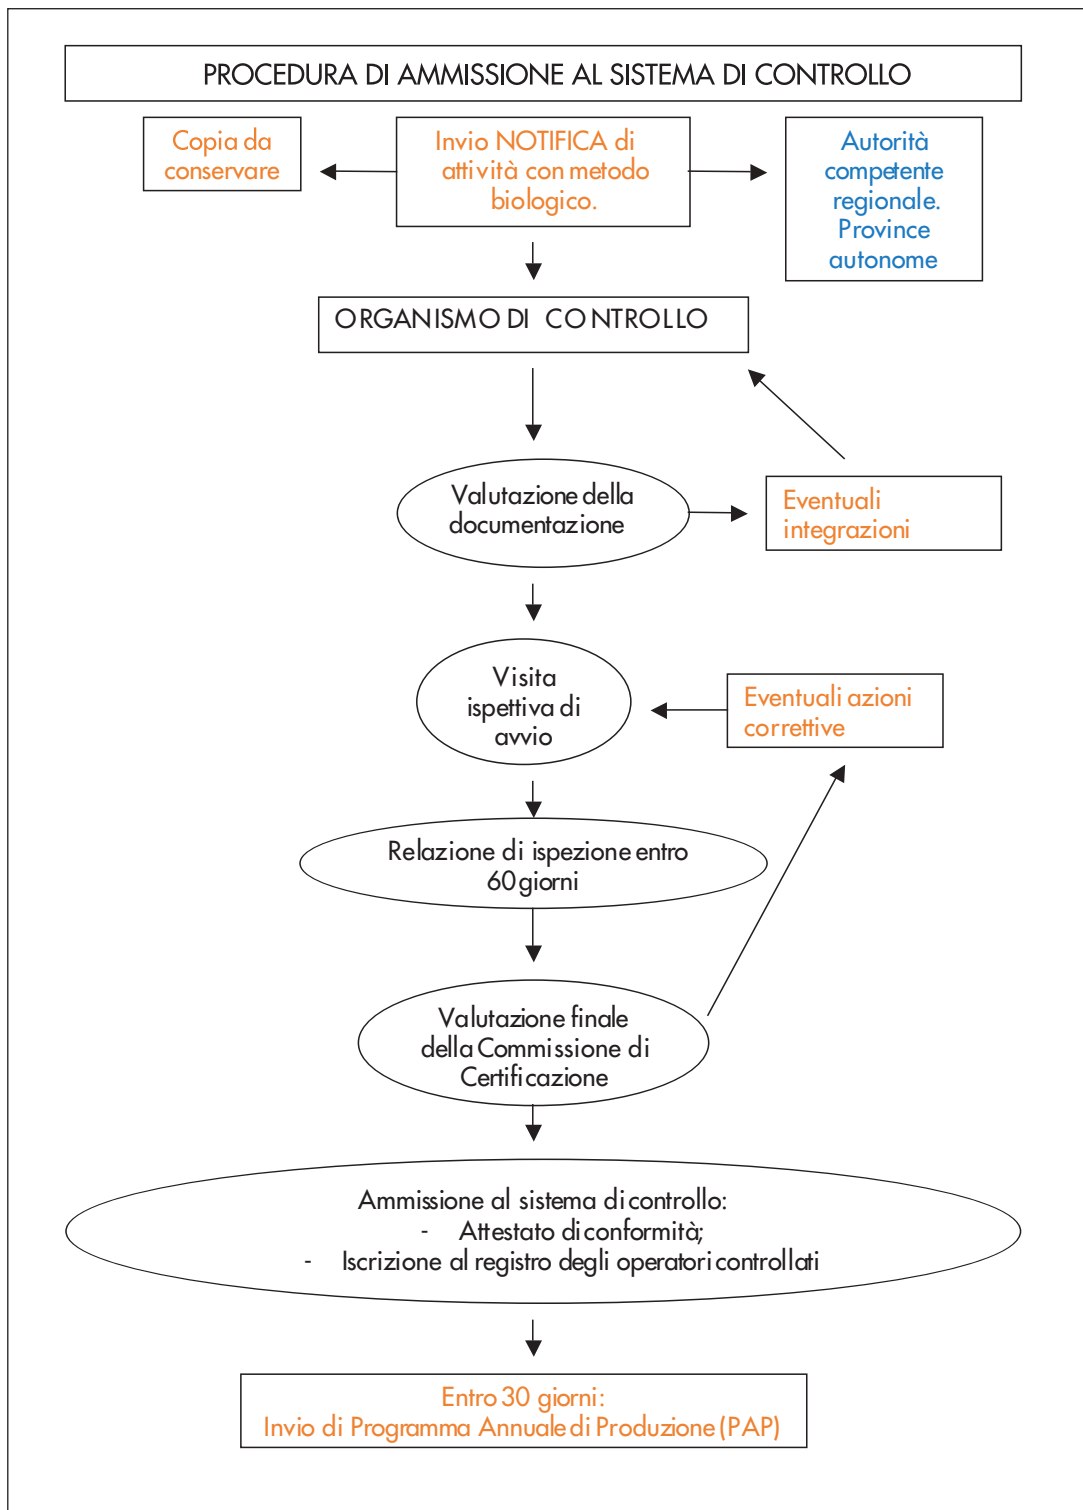 PROCEDURA DI AMMISSIONE AL SISTEMA DI CONTROLLO
Copia da
conservare
Invio NOTIFICA di
attività con metodo
biologico.
Autorità
competente
regionale.
Province
autonome
ORGANISMO DI CONTROLLO
Valutazione della
documentazione
Eventuali
integrazioni
Visita
ispettiva di
avvio
Eventuali azioni
correttive
Relazione di ispezione entro
60 giorni
Valutazione finale
della Commissione di
Certificazione
Ammissione al sistema di controllo:
- Attestato di conformità;
- Iscrizione al registro degli operatori controllati
Entro 30 giorni:
Invio di Programma Annuale di Produzione (PAP)